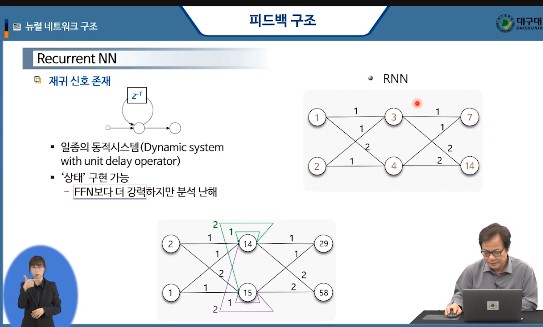 뉴럴 네트워크 구조
피드백 구조
대구대
Recurrent NN
재귀 신호 존재
z-1
일종의 동적시스템(Dynamic system
with unit delay operator)
'상태' 구현 가능
- FFN보다 더 강력하지만 분석 난해
RNN
1 1 3 1 7
1 2
2 2
2 1 4 2 14
2 2 1 14 1 29
1
1 1
2 2
1 1 1 15 2 58
2